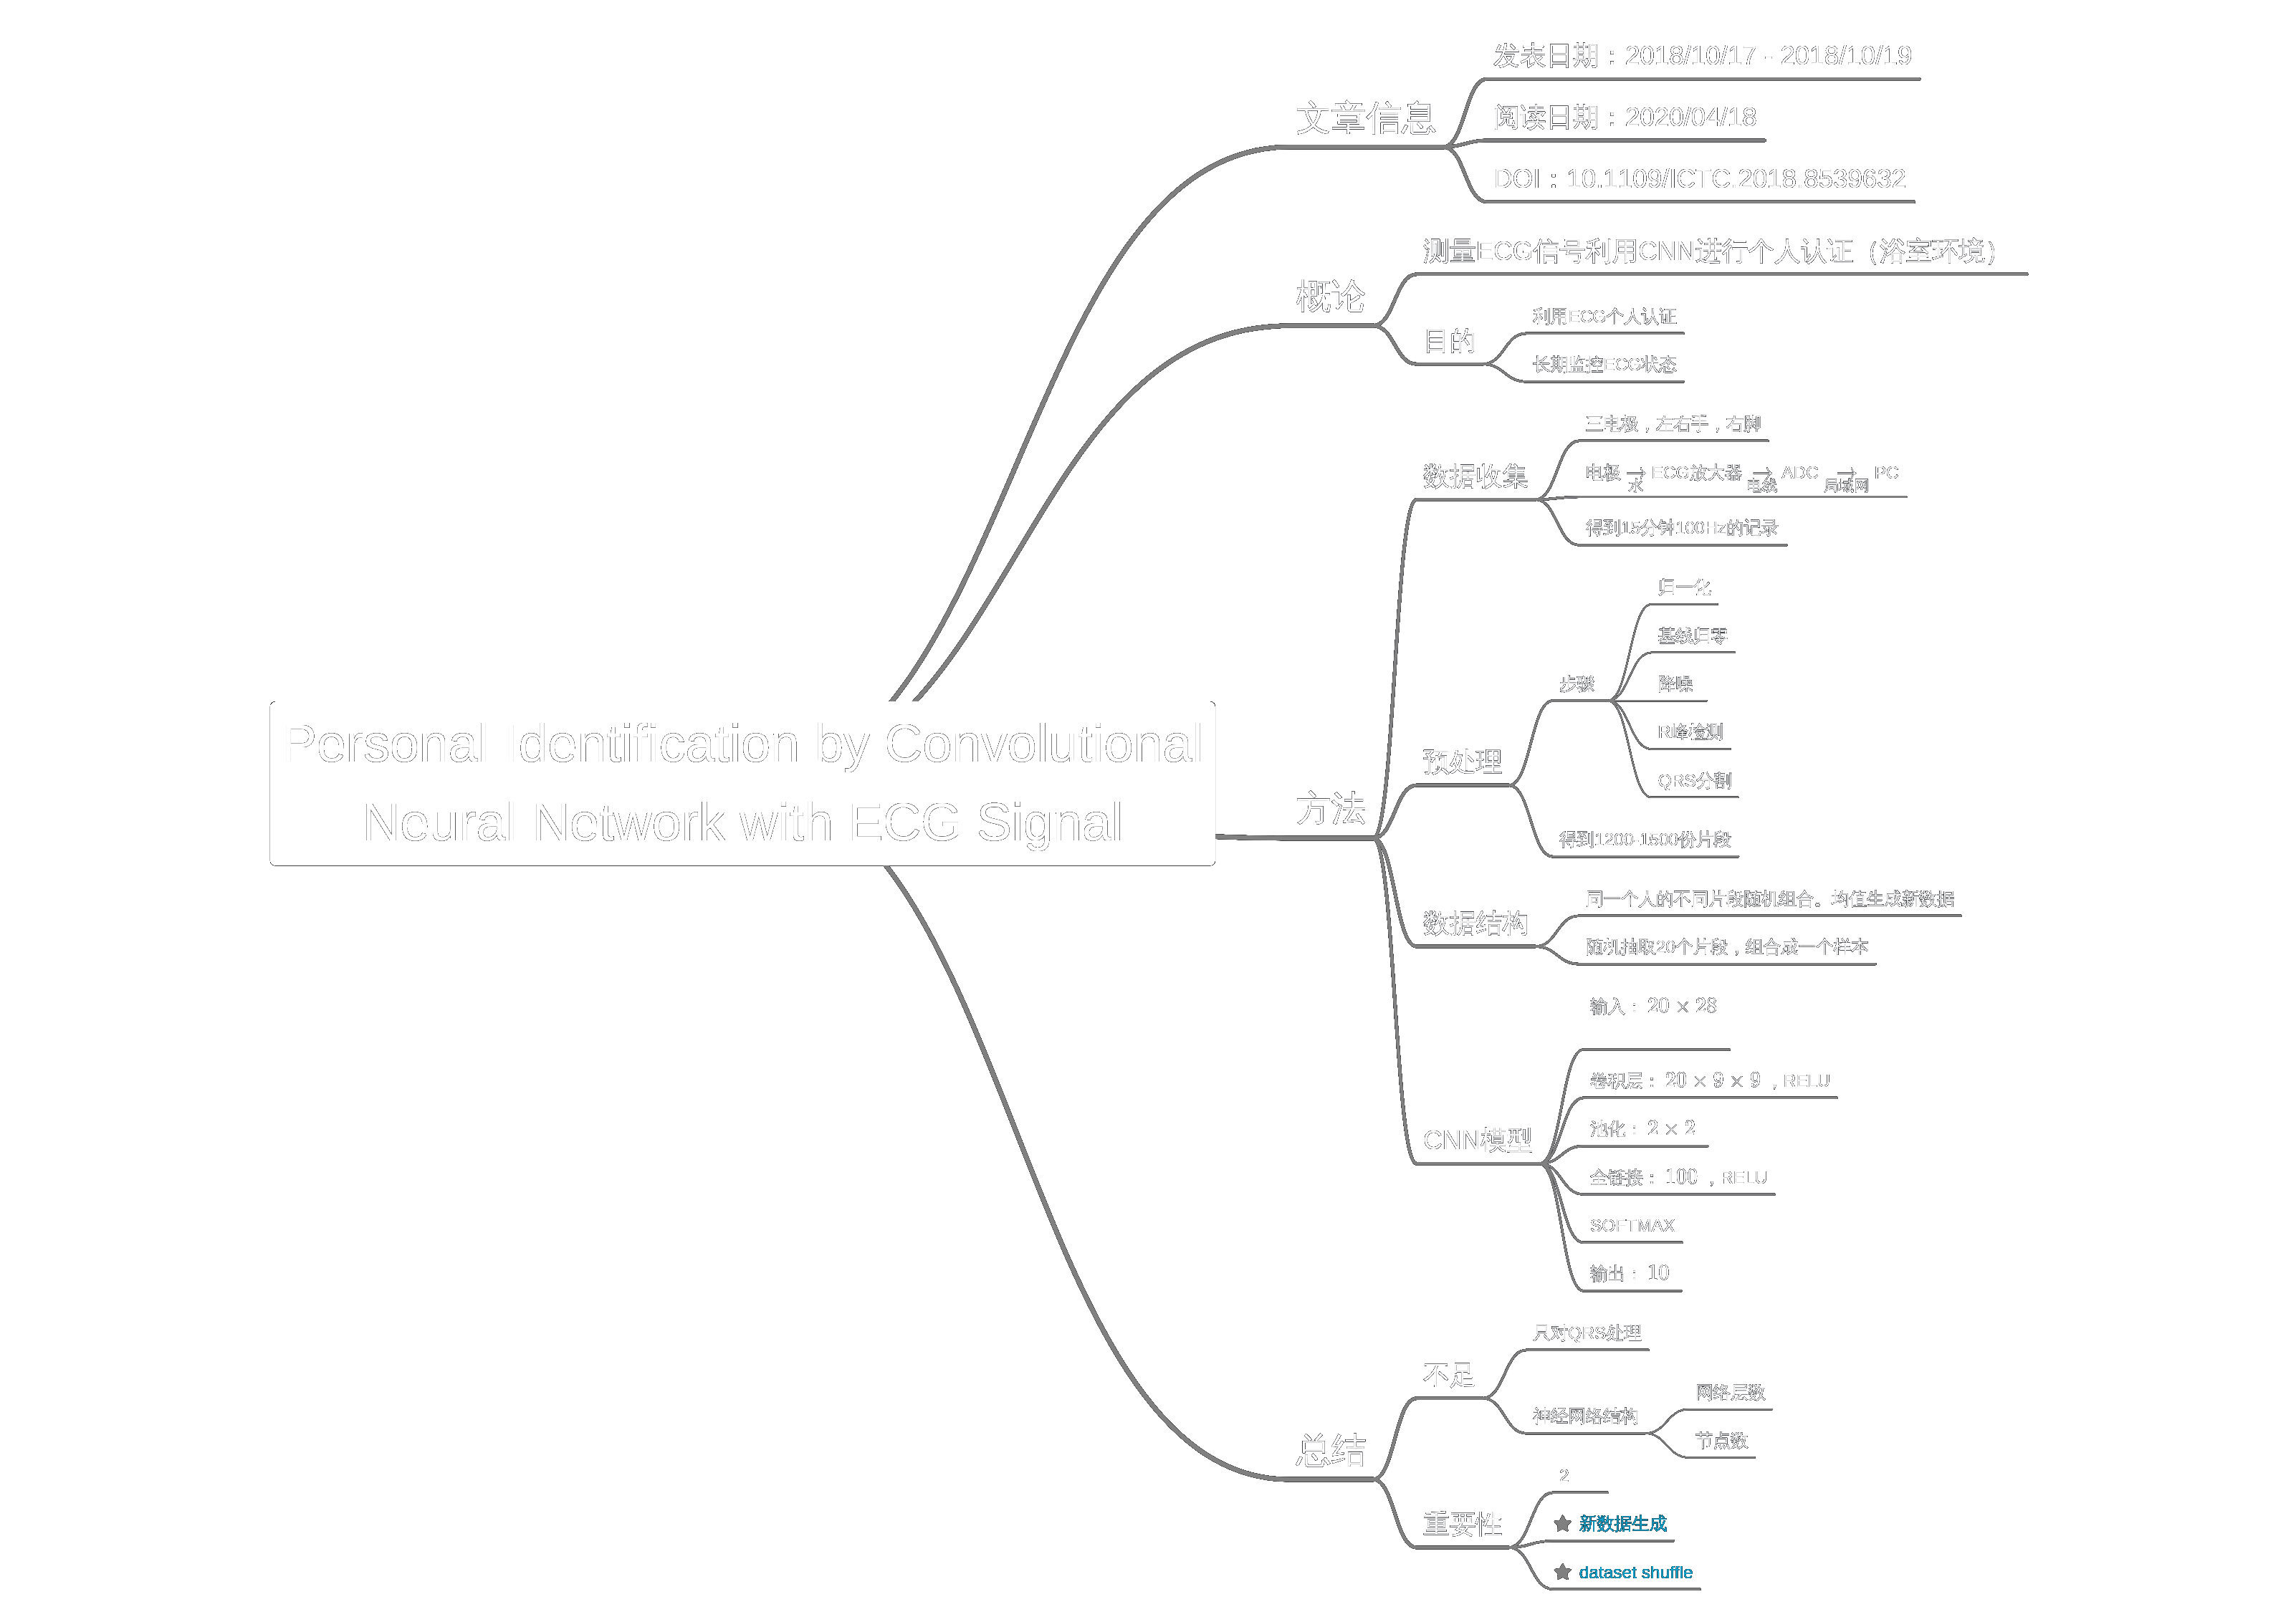 Personal Identification by Convolutional
Neural Network with ECG Signal
文章信息
发表日期：2018/10/17 - 2018/10/19
阅读日期：2020/04/18
DOI：10.1109/ICTC.2018.8539632
概论
测量ECG信号利用CNN进行个人认证（浴室环境）
目的
利用ECG个人认证
长期监控ECG状态
方法
数据收集
三电极，左右手，右脚
电极 → ECG放大器 → ADC → PC
水 电线 局域网
得到15分钟100Hz的记录
预处理
步骤
归一化
基线归零
降噪
R峰检测
QRS分割
得到1200-1500份片段
数据结构
同一个人的不同片段随机组合。均值生成新数据
随机抽取20个片段，组合成一个样本
CNN模型
输入：20 × 28
卷积层：20 × 9 × 9 ，RELU
池化：2 × 2
全链接：100 ，RELU
SOFTMAX
输出：10
总结
不足
只对QRS处理
神经网络结构
网络层数
节点数
重要性
2
★ 新数据生成
★ dataset shuffle